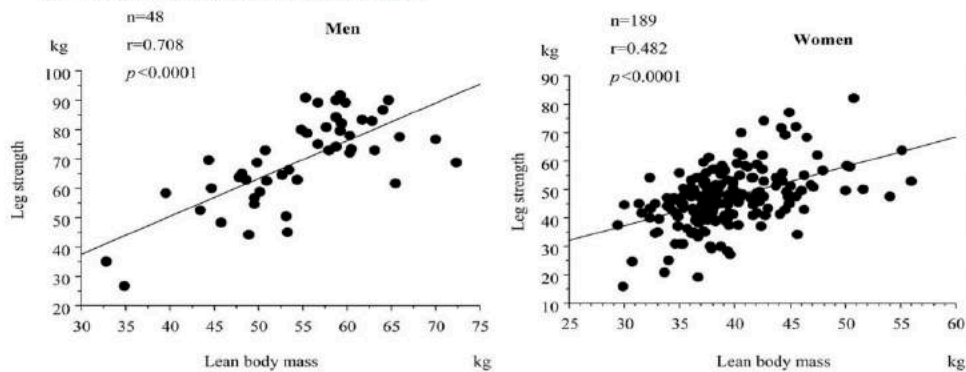 n=48
r=0.708
p<0.0001
Men
kg
100
90
80
70
60
50
40
30
20
Leg strength
30 35 40 45 50 55 60 65 70 75
Lean body mass kg
n=189
r=0.482
p<0.0001
Women
kg
90
80
70
60
50
40
30
20
10
Leg strength
25 30 35 40 45 50 55 60
Lean body mass kg